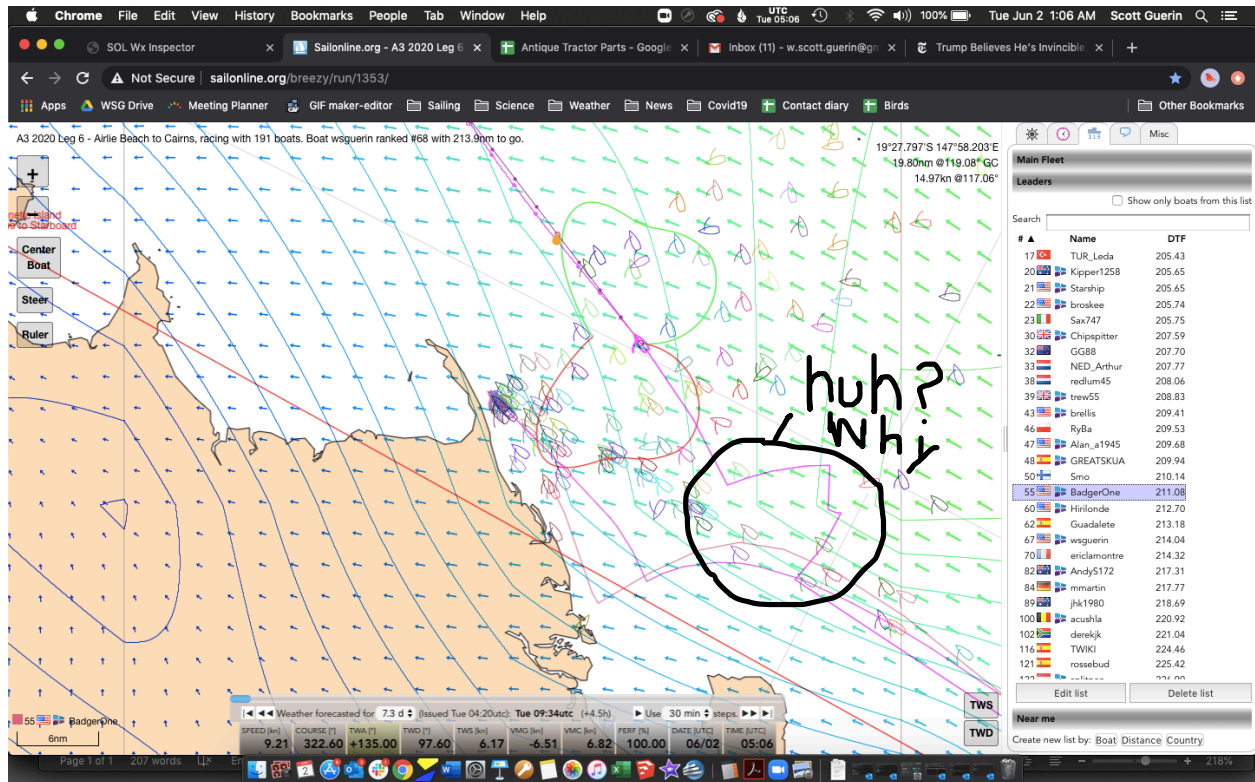 Chrome File Edit View History Bookmarks People Tab Window Help UTC Tue 05:06 100% Tue Jun 2 1:06 AM Scott Guerin
SOL Wx Inspector × Sailonline.org - A3 2020 Leg 6 × Antique Tractor Parts - Google × Inbox (11) - w.scott.guerin@gm × Trump Believes He's Invincible, × +
Not Secure | sailonline.org/breezy/run/1353/
Apps WSG Drive Meeting Planner GIF maker-editor Sailing Science Weather News Covid19 Contact diary Birds Other Bookmarks
A3 2020 Leg 6 - Airlie Beach to Cairns, racing with 191 boats. Boat wsguerin ranked #68 with 213.9nm to go.
19°27.797'S 147°58.203'E
19.80nm @119.08° GC
14.97kn @117.06°
+
Center
Boat
Steer
Ruler
to Starboard
huh?
Why
Misc
Main Fleet
Leaders
Show only boats from this list
Search
# ▲ Name DTF
17 TUR_Leda 205.43
20 Kipper1258 205.65
21 Starship 205.65
22 broskee 205.74
23 Sax747 205.75
30 Chipspitter 207.59
32 GG88 207.70
33 NED_Arthur 207.77
38 redlum45 208.06
39 trew55 208.83
43 brellis 209.41
46 RyBa 209.53
47 Alan_a1945 209.68
48 GREATSKUA 209.94
50 Smo 210.14
55 BadgerOne 211.08
60 Hirilonde 212.70
62 Guadalete 213.18
67 wsguerin 214.04
70 ericlamontre 214.32
82 AndyS172 217.31
84 mmartin 217.77
89 jhk1980 218.69
100 acushla 220.92
102 derekjk 221.04
116 TWIKI 224.46
121 rossebud 225.42
Edit list Delete list
Near me
Create new list by: Boat Distance Country
TWS
TWD
55 BadgerOne
6nm
Weather forecasted for 7.3 d (Issued Tue 04:20utc): Tue 09:34utc (+4.5h) Use 30 min steps.
SPEED [kn] COURSE [°] TWA [°] TWD [°] TWS [kn] VMG [kn] VMC [kn] PERF [%] DATE [UTC] TIME [UTC]
9.21 322.60 +135.00 97.60 6.17 -6.51 6.82 100.00 06/02 05:06
Page 1 of 1 207 words
218%